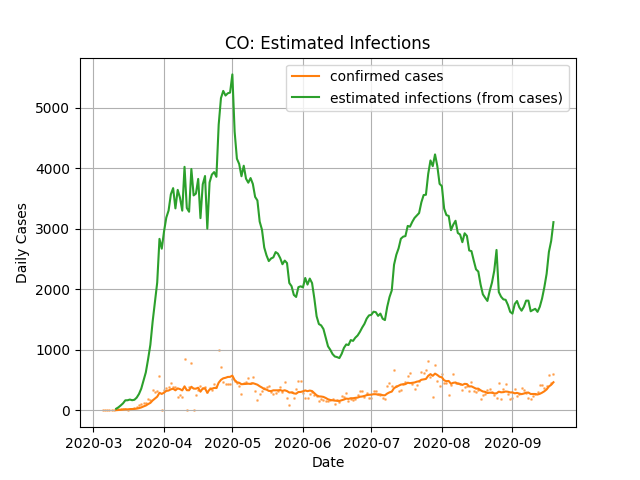 CO: Estimated Infections
confirmed cases
estimated infections (from cases)
Daily Cases
5000
4000
3000
2000
1000
0
2020-03 2020-04 2020-05 2020-06 2020-07 2020-08 2020-09
Date